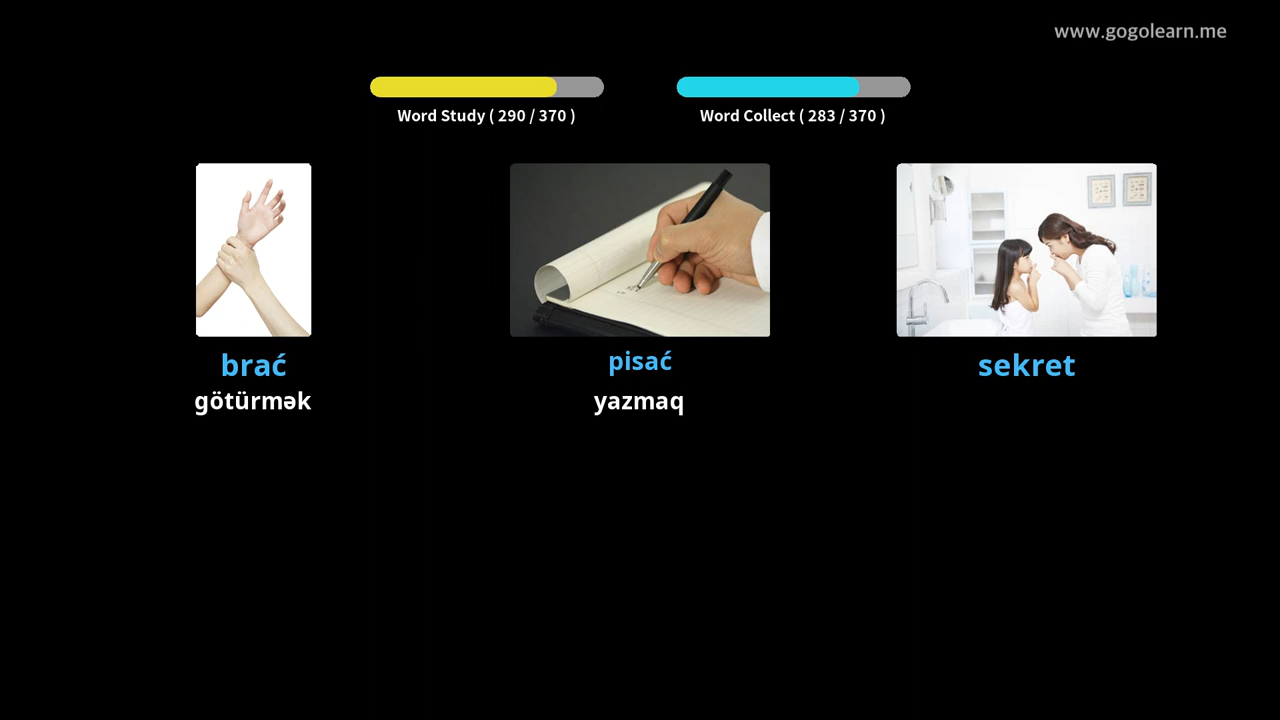 www.gogolearn.me
Word Study ( 290 / 370 )
Word Collect ( 283 / 370 )
brać
götürmək
pisać
yazmaq
sekret